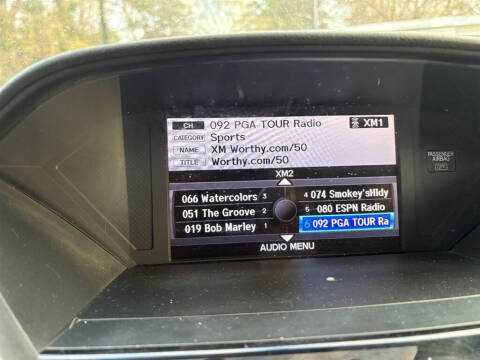 CH 092 PGA TOUR Radio XM1
CATEGORY Sports
NAME XM Worthy.com/50
TITLE Worthy.com/50
XM2
066 Watercolors 3 4 074 Smokey'sHldy
051 The Groove 2 5 080 ESPN Radio
019 Bob Marley 1 6 092 PGA TOUR Ra
AUDIO MENU
PASSENGER
AIRBAG
OFF